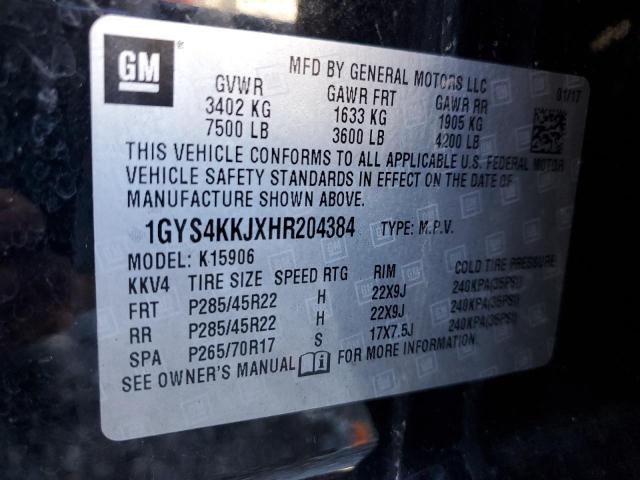 GM
MFD BY GENERAL MOTORS LLC
01/17
GVWR GAWR FRT GAWR RR
3402 KG 1633 KG 1905 KG
7500 LB 3600 LB 4200 LB
THIS VEHICLE CONFORMS TO ALL APPLICABLE U.S. FEDERAL MOTOR
VEHICLE SAFETY STANDARDS IN EFFECT ON THE DATE OF
MANUFACTURE SHOWN ABOVE.
1GYS4KKJXHR204384 TYPE: M.P.V.
MODEL: K15906
KKV4 TIRE SIZE SPEED RTG RIM COLD TIRE PRESSURE
FRT P285/45R22 H 22X9J 240KPA(35PSI)
RR P285/45R22 H 22X9J 240KPA(35PSI)
SPA P265/70R17 S 17X7.5J 240KPA(35PSI)
SEE OWNER'S MANUAL i FOR MORE INFORMATION.